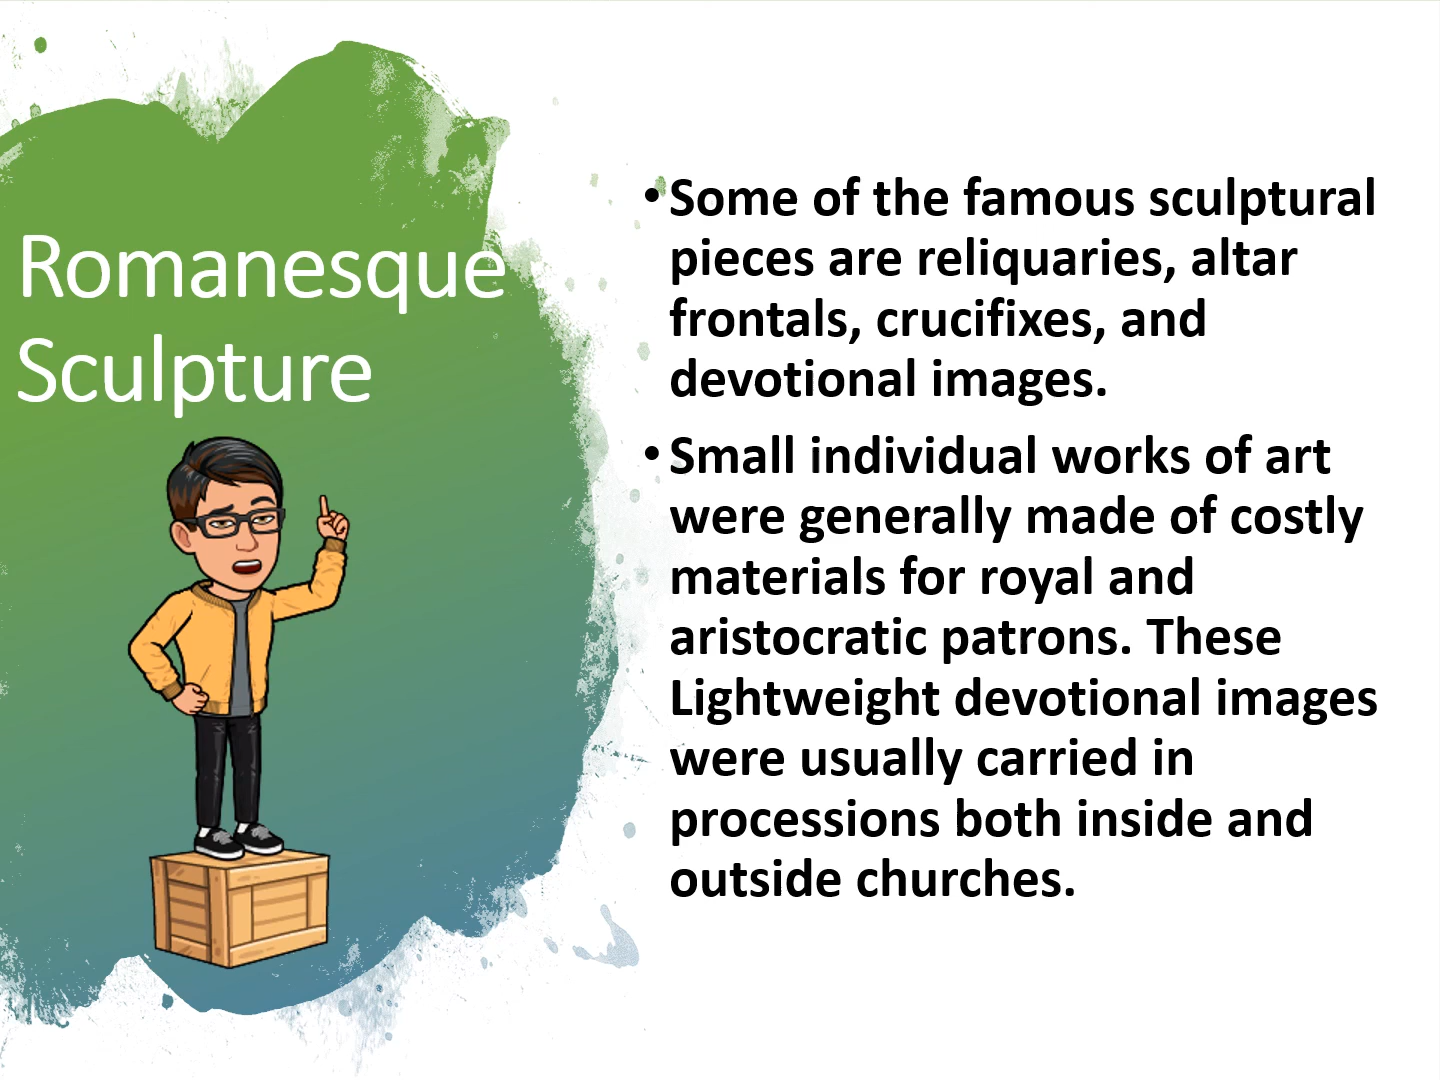 Romanesque
Sculpture
•Some of the famous sculptural
pieces are reliquaries, altar
frontals, crucifixes, and
devotional images.
•Small individual works of art
were generally made of costly
materials for royal and
aristocratic patrons. These
Lightweight devotional images
were usually carried in
processions both inside and
outside churches.